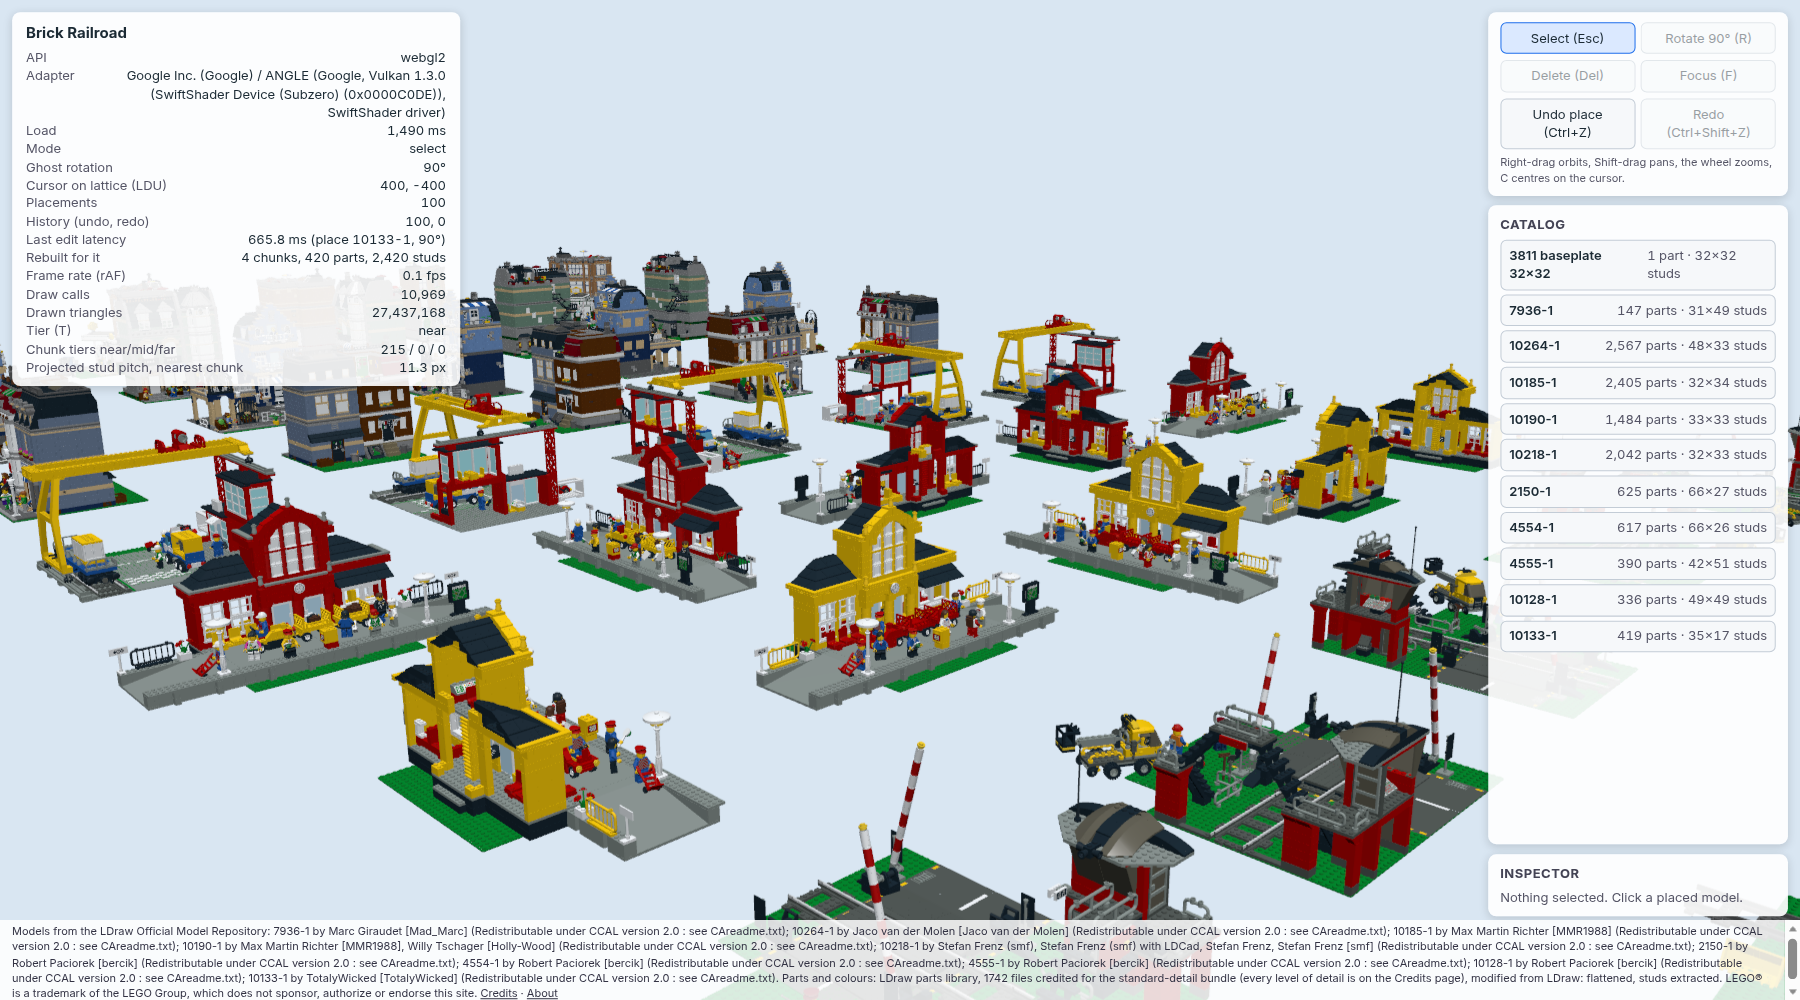 Brick Railroad
API webgl2
Adapter Google Inc. (Google) / ANGLE (Google, Vulkan 1.3.0
(SwiftShader Device (Subzero) (0x0000C0DE)),
SwiftShader driver)
Load 1,490 ms
Mode select
Ghost rotation 90°
Cursor on lattice (LDU) 400, -400
Placements 100
History (undo, redo) 100, 0
Last edit latency 665.8 ms (place 10133-1, 90°)
Rebuilt for it 4 chunks, 420 parts, 2,420 studs
Frame rate (rAF) 0.1 fps
Draw calls 10,969
Drawn triangles 27,437,168
Tier (T) near
Chunk tiers near/mid/far 215 / 0 / 0
Projected stud pitch, nearest chunk 11.3 px
Select (Esc) Rotate 90° (R)
Delete (Del) Focus (F)
Undo place Redo
(Ctrl+Z) (Ctrl+Shift+Z)
Right-drag orbits, Shift-drag pans, the wheel zooms,
C centres on the cursor.
CATALOG
3811 baseplate 1 part · 32×32
32×32 studs
7936-1 147 parts · 31×49 studs
10264-1 2,567 parts · 48×33 studs
10185-1 2,405 parts · 32×34 studs
10190-1 1,484 parts · 33×33 studs
10218-1 2,042 parts · 32×33 studs
2150-1 625 parts · 66×27 studs
4554-1 617 parts · 66×26 studs
4555-1 390 parts · 42×51 studs
10128-1 336 parts · 49×49 studs
10133-1 419 parts · 35×17 studs
INSPECTOR
Nothing selected. Click a placed model.
Models from the LDraw Official Model Repository: 7936-1 by Marc Giraudet [Mad_Marc] (Redistributable under CCAL version 2.0 : see CAreadme.txt); 10264-1 by Jaco van der Molen [Jaco van der Molen] (Redistributable under CCAL version 2.0 : see CAreadme.txt); 10185-1 by Max Martin Richter [MMR1988] (Redistributable under CCAL
version 2.0 : see CAreadme.txt); 10190-1 by Max Martin Richter [MMR1988], Willy Tschager [Holly-Wood] (Redistributable under CCAL version 2.0 : see CAreadme.txt); 10218-1 by Stefan Frenz (smf), Stefan Frenz (smf) with LDCad, Stefan Frenz, Stefan Frenz [smf] (Redistributable under CCAL version 2.0 : see CAreadme.txt); 2150-1 by
Robert Paciorek [bercik] (Redistributable under CCAL version 2.0 : see CAreadme.txt); 4554-1 by Robert Paciorek [bercik] (Redistributable under CCAL version 2.0 : see CAreadme.txt); 4555-1 by Robert Paciorek [bercik] (Redistributable under CCAL version 2.0 : see CAreadme.txt); 10128-1 by Robert Paciorek [bercik] (Redistributable
under CCAL version 2.0 : see CAreadme.txt); 10133-1 by TotalyWicked [TotalyWicked] (Redistributable under CCAL version 2.0 : see CAreadme.txt). Parts and colours: LDraw parts library, 1742 files credited for the standard-detail bundle (every level of detail is on the Credits page), modified from LDraw: flattened, studs extracted. LEGO®
is a trademark of the LEGO Group, which does not sponsor, authorize or endorse this site. Credits · About